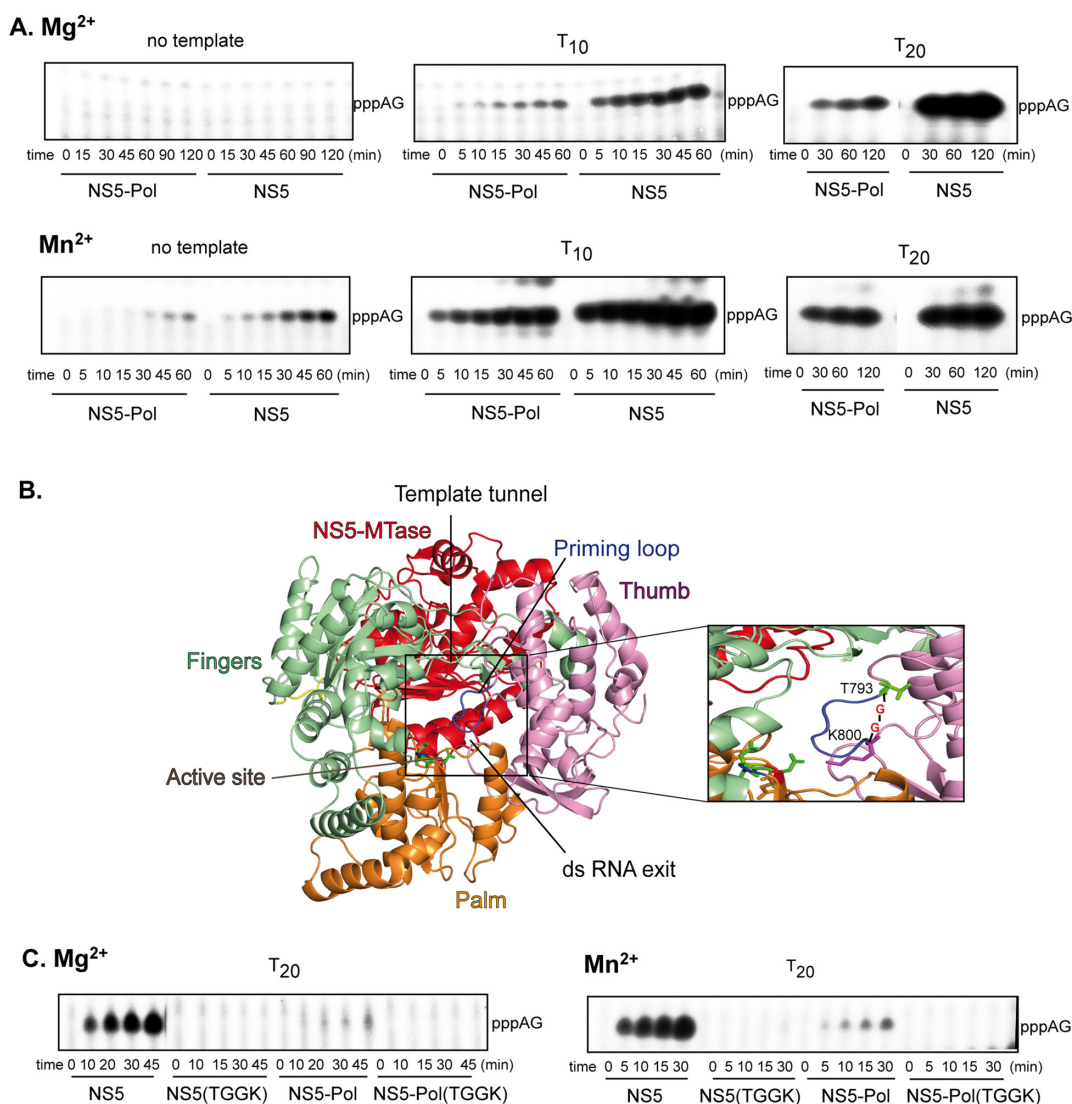 A. Mg2+
no template
T10
T20
pppAG
pppAG
pppAG
time 0 15 30 45 60 90 120 0 15 30 45 60 90 120 (min)
time 0 5 10 15 30 45 60 0 5 10 15 30 45 60 (min)
time 0 30 60 120 0 30 60 120 (min)
NS5-Pol NS5
NS5-Pol NS5
NS5-Pol NS5
Mn2+
no template
T10
T20
pppAG
pppAG
pppAG
time 0 5 10 15 30 45 60 0 5 10 15 30 45 60 (min)
time 0 5 10 15 30 45 60 0 5 10 15 30 45 60 (min)
time 0 30 60 120 0 30 60 120 (min)
NS5-Pol NS5
NS5-Pol NS5
NS5-Pol NS5
B.
Template tunnel
NS5-MTase
Priming loop
Thumb
Fingers
T793
G
G
K800
Active site
ds RNA exit
Palm
C. Mg2+
T20
pppAG
time 0 10 20 30 45 0 10 15 30 45 0 10 20 30 45 0 10 15 30 45 (min)
NS5 NS5(TGGK) NS5-Pol NS5-Pol(TGGK)
Mn2+
T20
pppAG
time 0 5 10 15 30 0 5 10 15 30 0 5 10 15 30 0 5 10 15 30 (min)
NS5 NS5(TGGK) NS5-Pol NS5-Pol(TGGK)